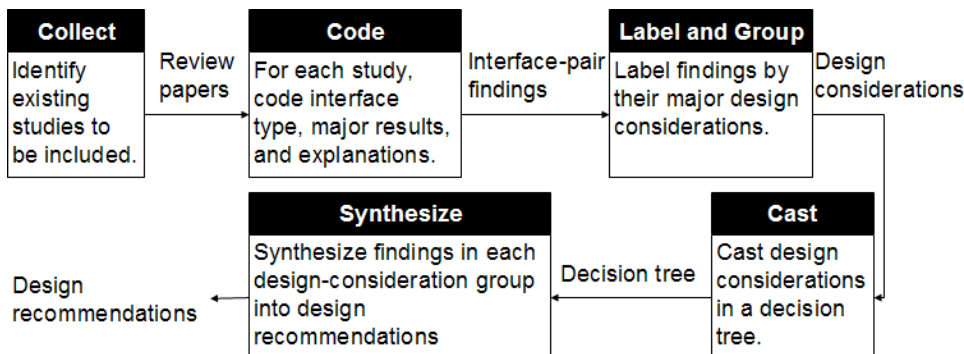 Collect
Identify
existing
studies to
be included.
Review
papers
Code
For each study,
code interface
type, major results,
and explanations.
Interface-pair
findings
Label and Group
Label findings by
their major design
considerations.
Design
considerations
Cast
Cast design
considerations
in a decision
tree.
Decision tree
Synthesize
Synthesize findings in each
design-consideration group
into design
recommendations
Design
recommendations